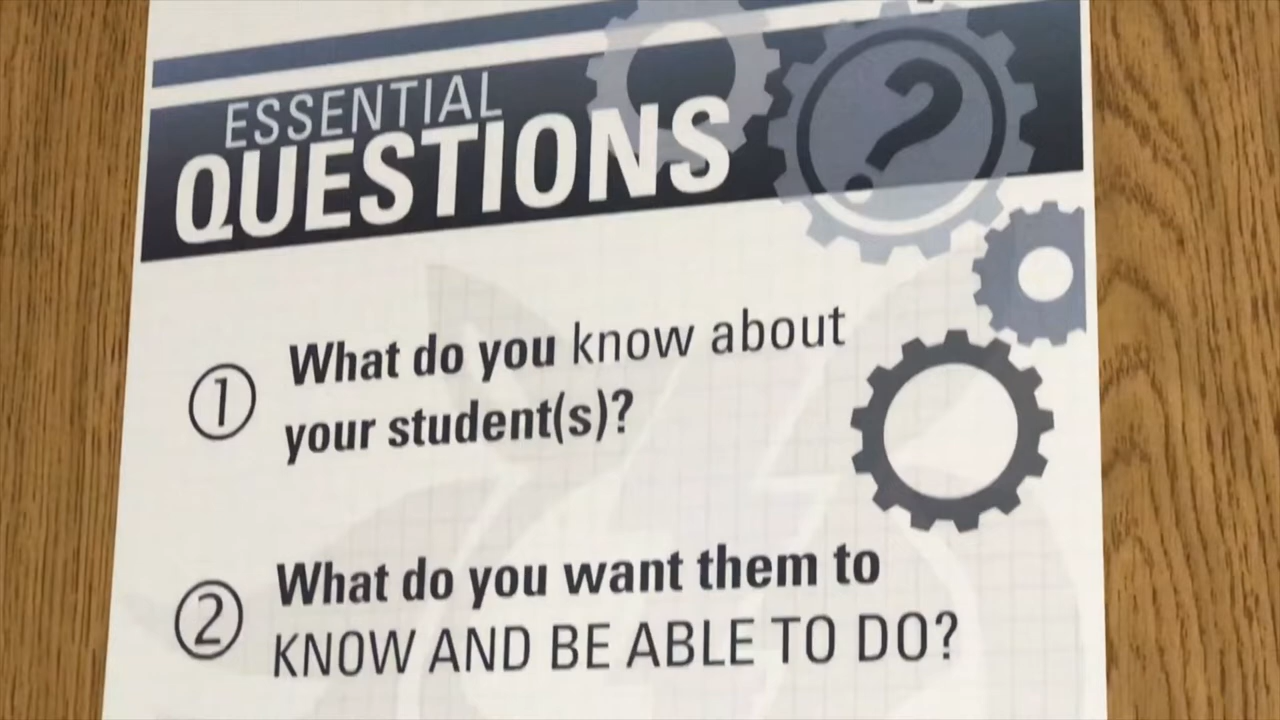 ESSENTIAL
QUESTIONS
?
1 What do you know about
your student(s)?
2 What do you want them to
KNOW AND BE ABLE TO DO?